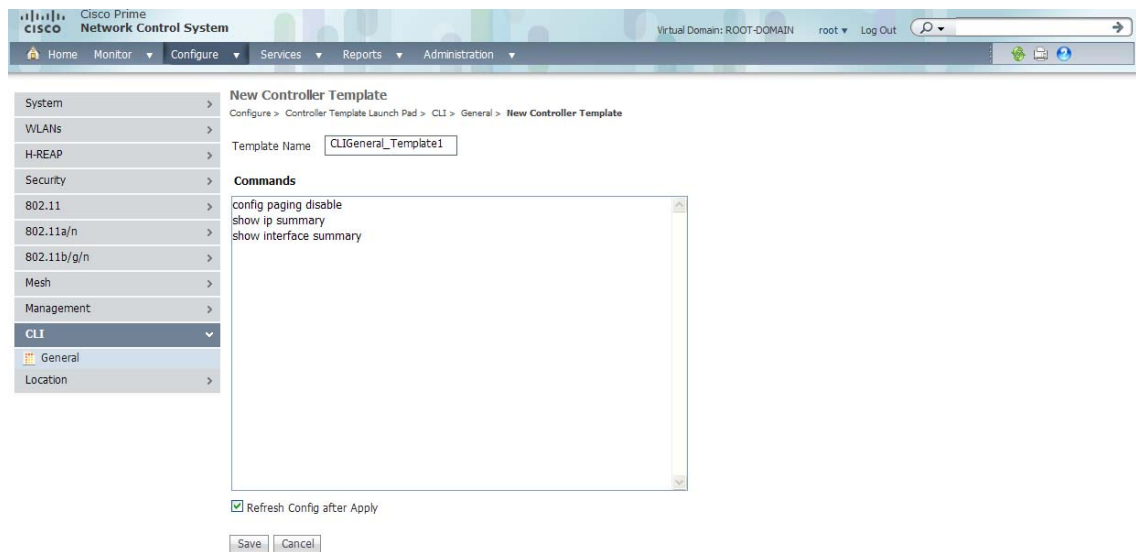 Cisco Prime
CISCO Network Control System
Virtual Domain: ROOT-DOMAIN root Log Out
Home Monitor Configure Services Reports Administration
System
WLANs
H-REAP
Security
802.11
802.11a/n
802.11b/g/n
Mesh
Management
CLI
General
Location
New Controller Template
Configure > Controller Template Launch Pad > CLI > General > New Controller Template
Template Name CLIGeneral_Template1
Commands
config paging disable
show ip summary
show interface summary
Refresh Config after Apply
Save Cancel